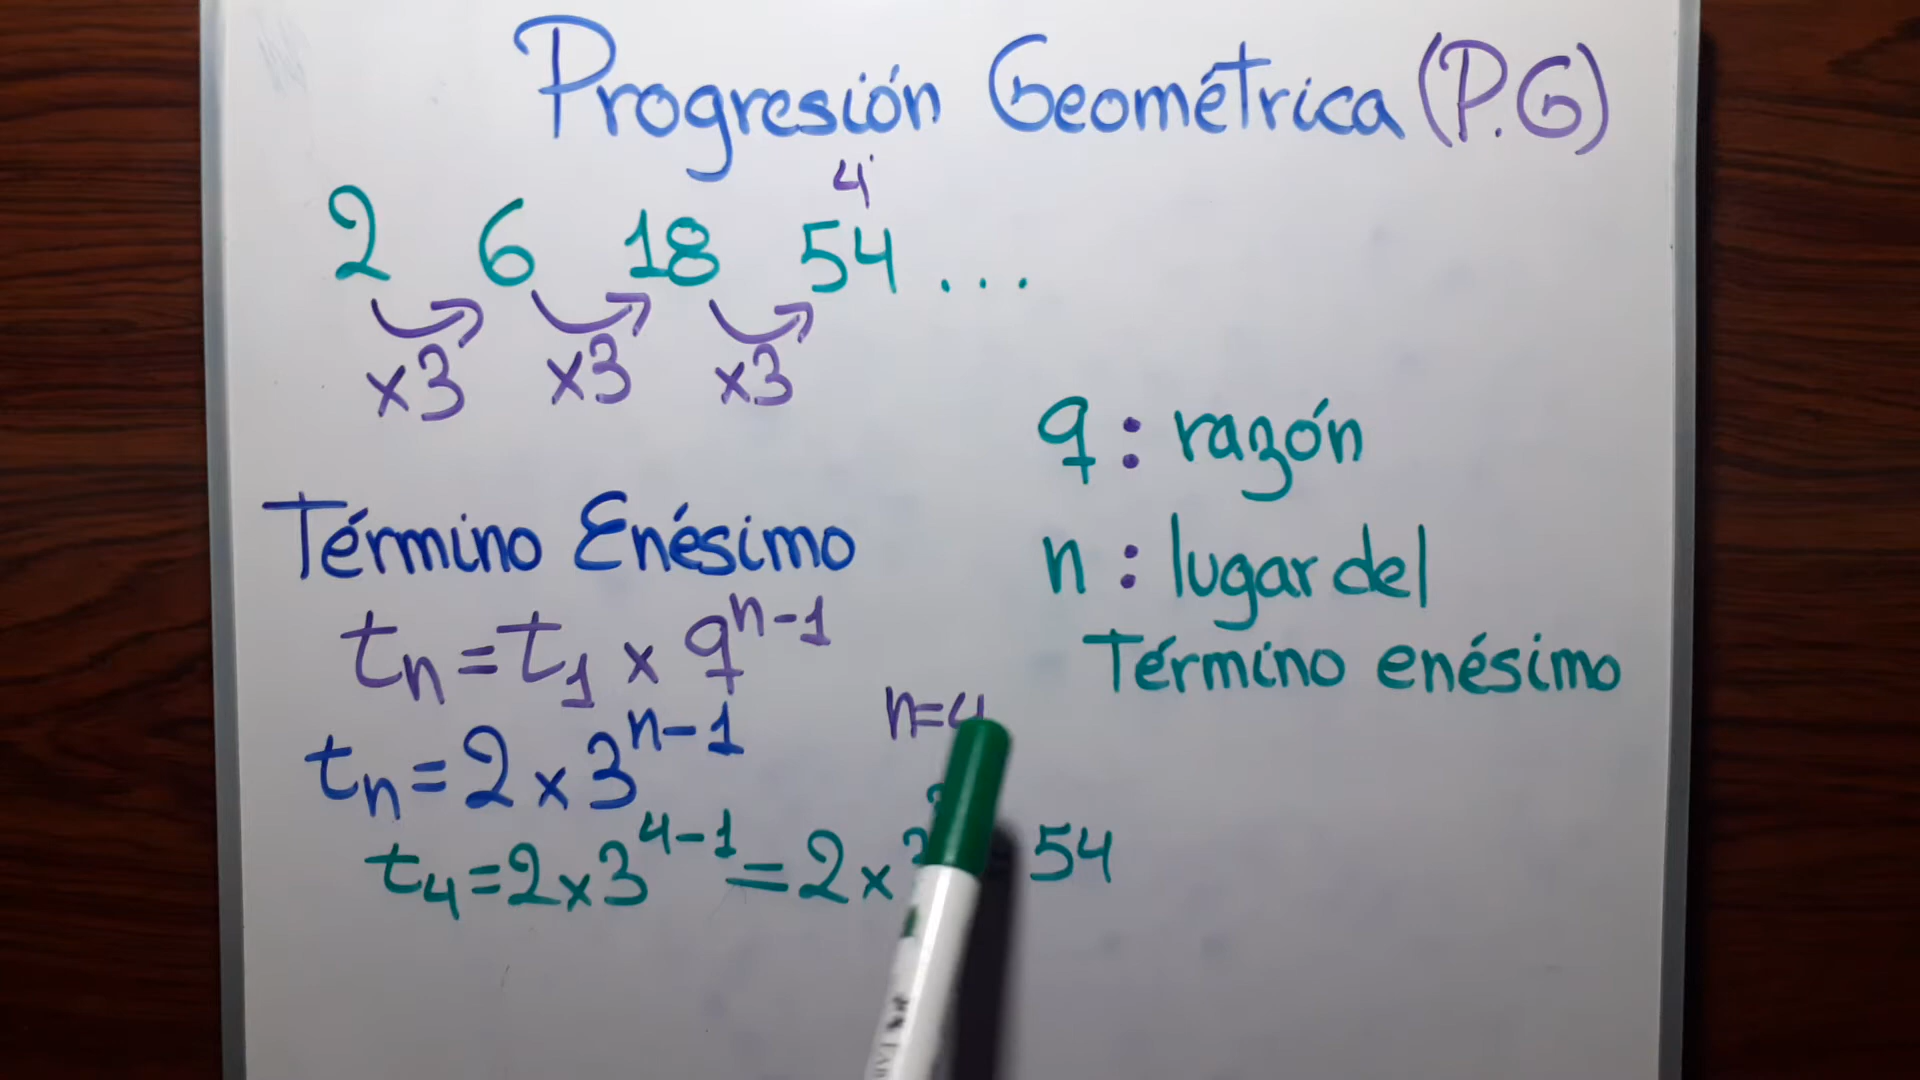 Progresión Geométrica (P.G)
4°
2 6 18 54 ...
×3 ×3 ×3
q : razón
n : lugar del
Término enésimo
Término Enésimo
tn = t1 × q^n-1
tn = 2 × 3^n-1
n=4
t4 = 2×3^4-1 = 2× 54